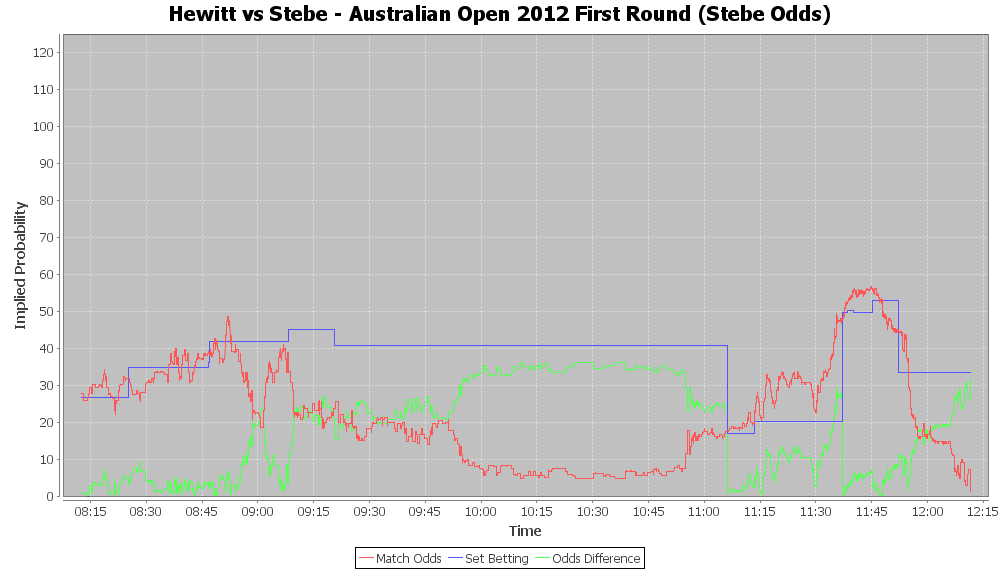 Hewitt vs Stebe - Australian Open 2012 First Round (Stebe Odds)
120
110
100
90
80
70
60
50
40
30
20
10
0
Implied Probability
08:15 08:30 08:45 09:00 09:15 09:30 09:45 10:00 10:15 10:30 10:45 11:00 11:15 11:30 11:45 12:00 12:15
Time
Match Odds Set Betting Odds Difference